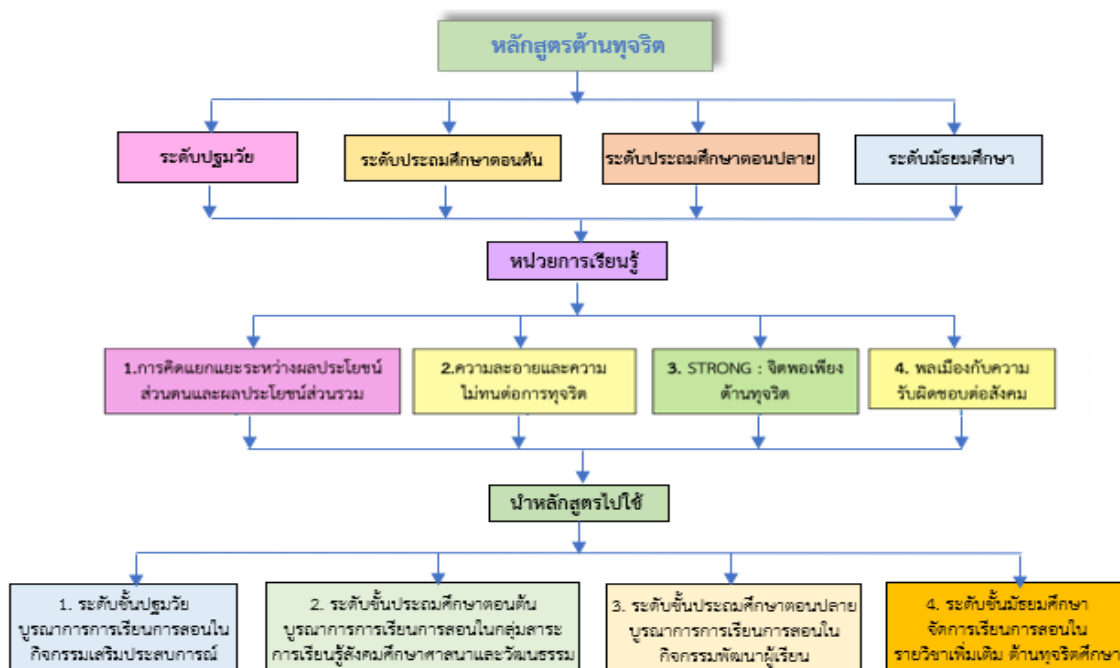 หลักสูตรต้านทุจริต
ระดับปฐมวัย
ระดับประถมศึกษาตอนต้น
ระดับประถมศึกษาตอนปลาย
ระดับมัธยมศึกษา
หน่วยการเรียนรู้
1.การคิดแยกแยะระหว่างผลประโยชน์
ส่วนตนและผลประโยชน์ส่วนรวม
2.ความละอายและความ
ไม่ทนต่อการทุจริต
3. STRONG : จิตพอเพียง
ต้านทุจริต
4. พลเมืองกับความ
รับผิดชอบต่อสังคม
นำหลักสูตรไปใช้
1. ระดับชั้นปฐมวัย
บูรณาการการเรียนการสอนใน
กิจกรรมเสริมประสบการณ์
2. ระดับชั้นประถมศึกษาตอนต้น
บูรณาการการเรียนการสอนในกลุ่มสาระ
การเรียนรู้สังคมศึกษาศาสนาและวัฒนธรรม
3. ระดับชั้นประถมศึกษาตอนปลาย
บูรณาการการเรียนการสอนใน
กิจกรรมพัฒนาผู้เรียน
4. ระดับชั้นมัธยมศึกษา
จัดการเรียนการสอนใน
รายวิชาเพิ่มเติม ต้านทุจริตศึกษา